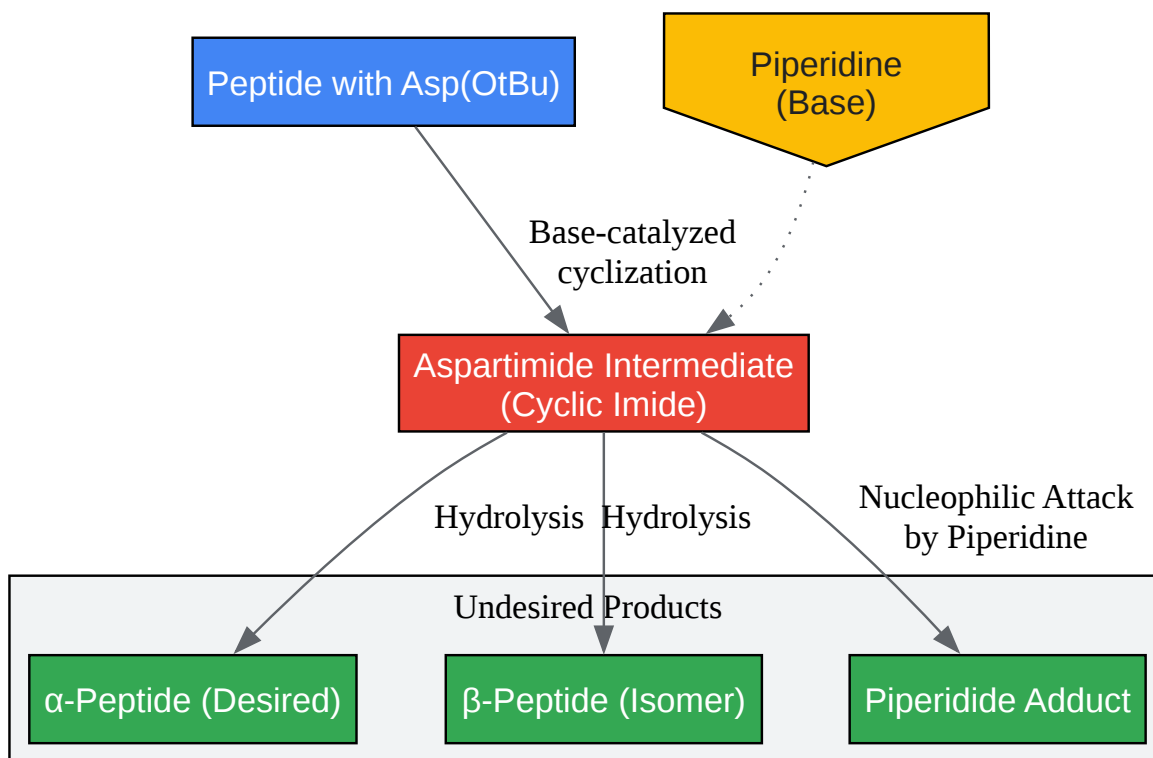 Peptide with Asp(OtBu)
Piperidine
(Base)
Base-catalyzed
cyclization
Aspartimide Intermediate
(Cyclic Imide)
Hydrolysis
Hydrolysis
Nucleophilic Attack
by Piperidine
Undesired Products
α-Peptide (Desired)
β-Peptide (Isomer)
Piperidide Adduct